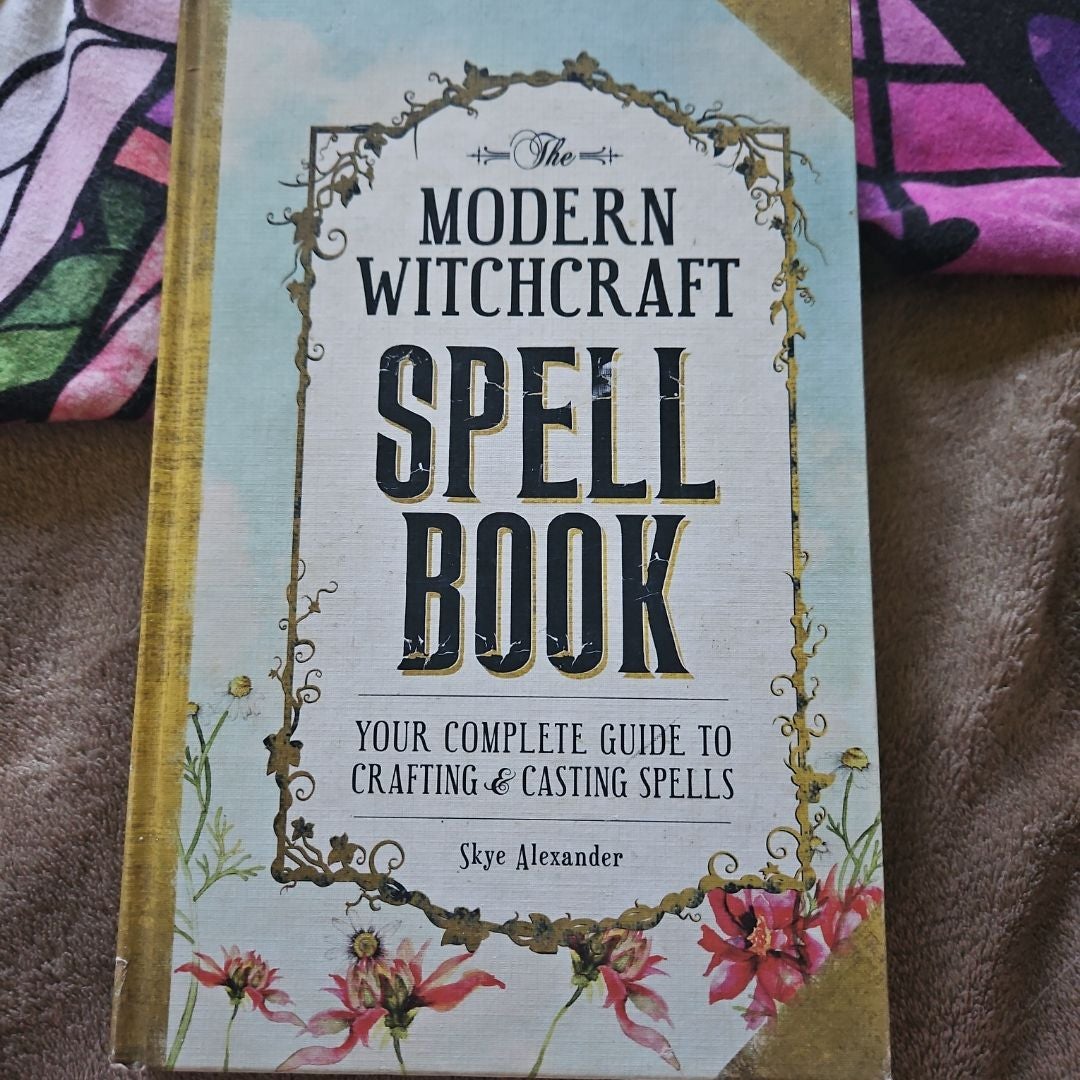 The
MODERN
WITCHCRAFT
SPELL
BOOK
YOUR COMPLETE GUIDE TO
CRAFTING & CASTING SPELLS
Skye Alexander